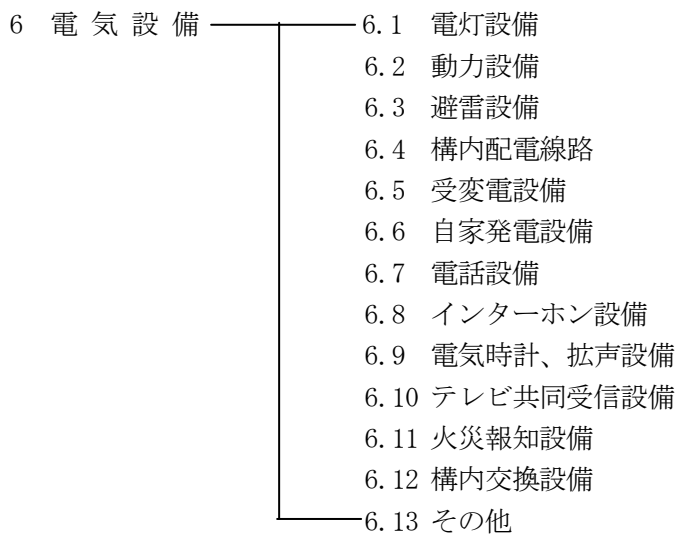 6 電 気 設 備 6.1 電灯設備
6.2 動力設備
6.3 避雷設備
6.4 構内配電線路
6.5 受変電設備
6.6 自家発電設備
6.7 電話設備
6.8 インターホン設備
6.9 電気時計、拡声設備
6.10 テレビ共同受信設備
6.11 火災報知設備
6.12 構内交換設備
6.13 その他